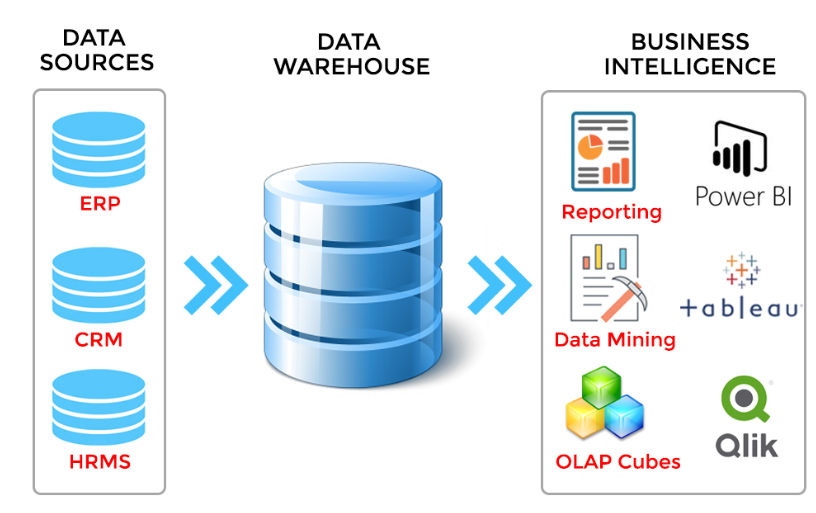 DATA
SOURCES
ERP
CRM
HRMS
DATA
WAREHOUSE
BUSINESS
INTELLIGENCE
Reporting
Power BI
Data Mining
+ableau
OLAP Cubes
Qlik